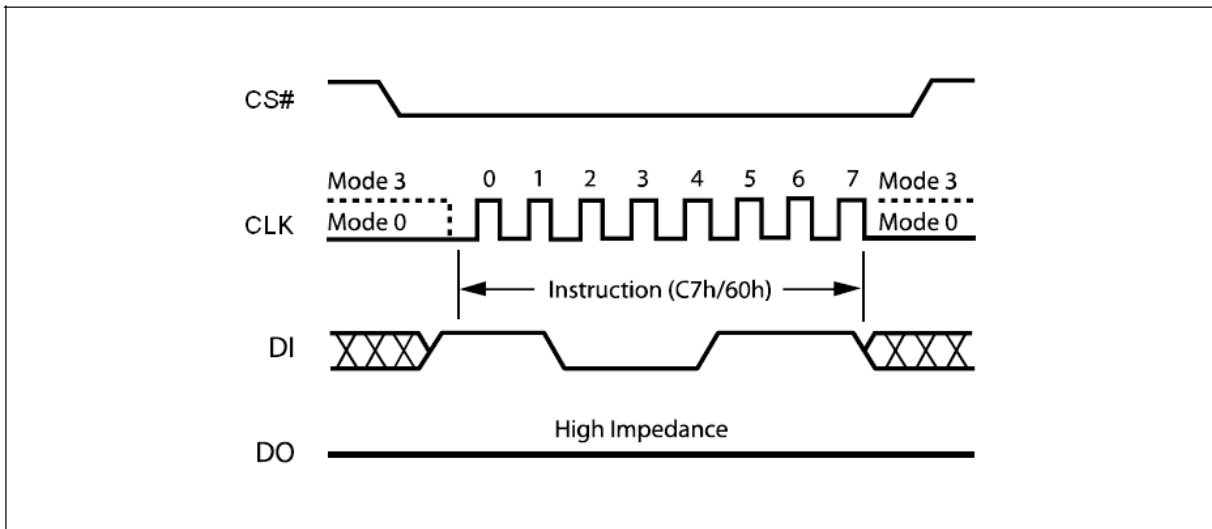 CS#
Mode 3 0 1 2 3 4 5 6 7 Mode 3
CLK Mode 0 Mode 0
Instruction (C7h/60h)
DI
High Impedance
DO